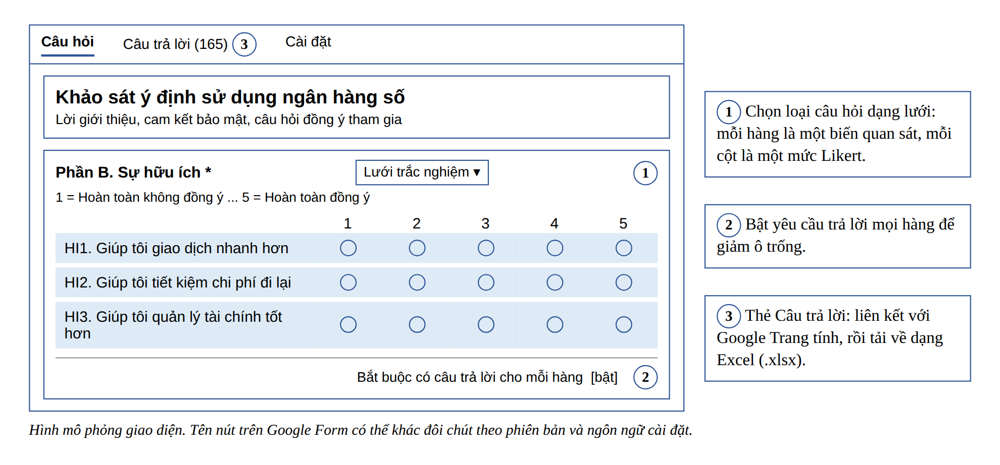 Câu hỏi
Câu trả lời (165) 3
Cài đặt
Khảo sát ý định sử dụng ngân hàng số
Lời giới thiệu, cam kết bảo mật, câu hỏi đồng ý tham gia
Phần B. Sự hữu ích *
Lưới trắc nghiệm ▾
1
1 = Hoàn toàn không đồng ý ... 5 = Hoàn toàn đồng ý
1 2 3 4 5
HI1. Giúp tôi giao dịch nhanh hơn
HI2. Giúp tôi tiết kiệm chi phí đi lại
HI3. Giúp tôi quản lý tài chính tốt
hơn
Bắt buộc có câu trả lời cho mỗi hàng [bật] 2
1 Chọn loại câu hỏi dạng lưới:
mỗi hàng là một biến quan sát, mỗi
cột là một mức Likert.
2 Bật yêu cầu trả lời mọi hàng để
giảm ô trống.
3 Thẻ Câu trả lời: liên kết với
Google Trang tính, rồi tải về dạng
Excel (.xlsx).
Hình mô phỏng giao diện. Tên nút trên Google Form có thể khác đôi chút theo phiên bản và ngôn ngữ cài đặt.